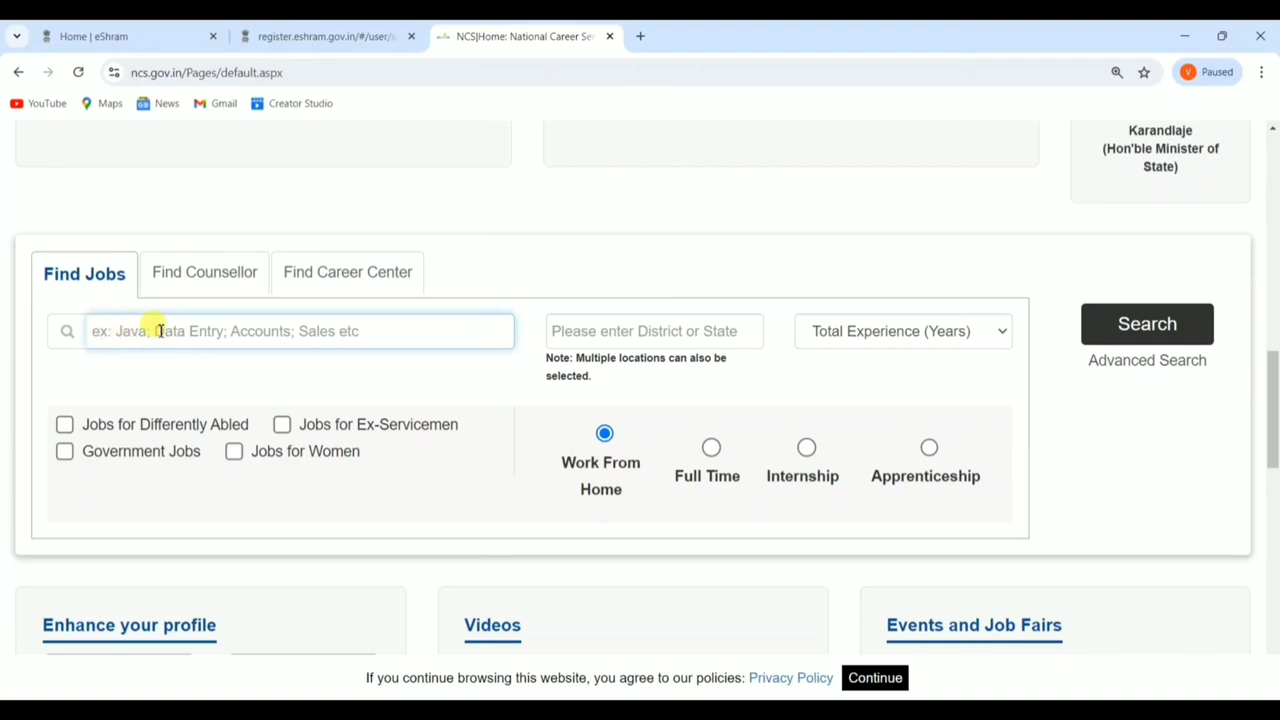 Home | eShram
register.eshram.gov.in/#/user/s
NCS|Home: National Career Ser
ncs.gov.in/Pages/default.aspx
V Paused
YouTube
Maps
News
Gmail
Creator Studio
Karandlaje
(Hon'ble Minister of
State)
Find Jobs
Find Counsellor
Find Career Center
ex: Java; Data Entry; Accounts; Sales etc
Please enter District or State
Total Experience (Years)
Search
Note: Multiple locations can also be
selected.
Advanced Search
Jobs for Differently Abled
Jobs for Ex-Servicemen
Government Jobs
Jobs for Women
Work From
Home
Full Time
Internship
Apprenticeship
Enhance your profile
Videos
Events and Job Fairs
If you continue browsing this website, you agree to our policies: Privacy Policy
Continue